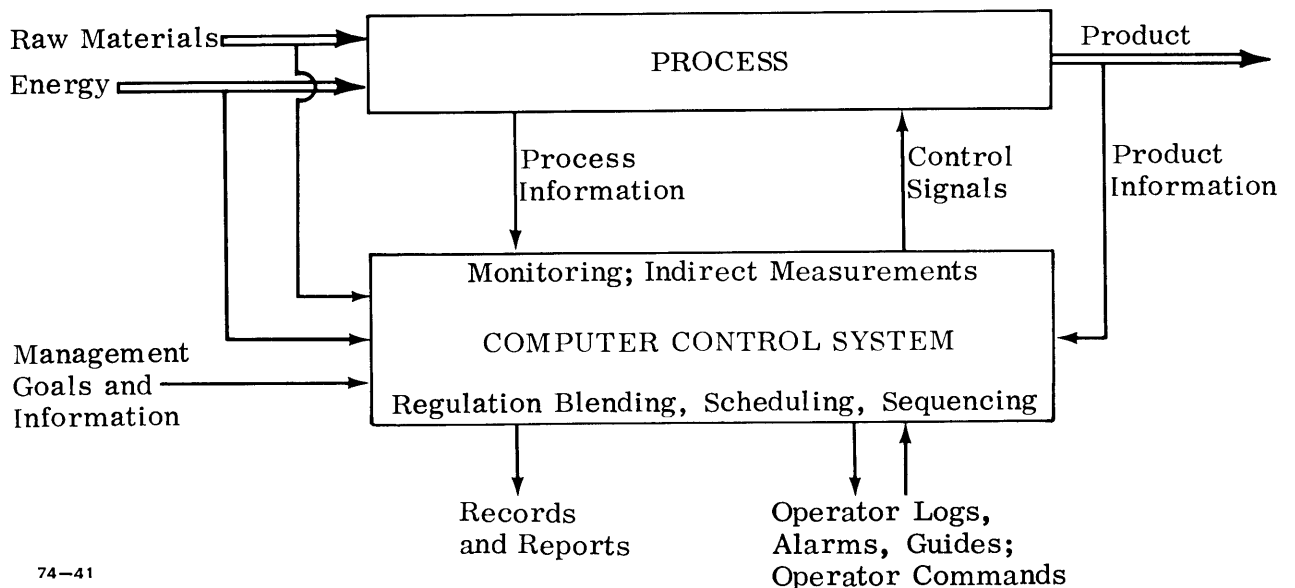 Raw Materials
Energy
PROCESS
Product
Process
Information
Control
Signals
Product
Information
Monitoring; Indirect Measurements
COMPUTER CONTROL SYSTEM
Regulation Blending, Scheduling, Sequencing
Management
Goals and
Information
Records
and Reports
Operator Logs,
Alarms, Guides;
Operator Commands
74—41